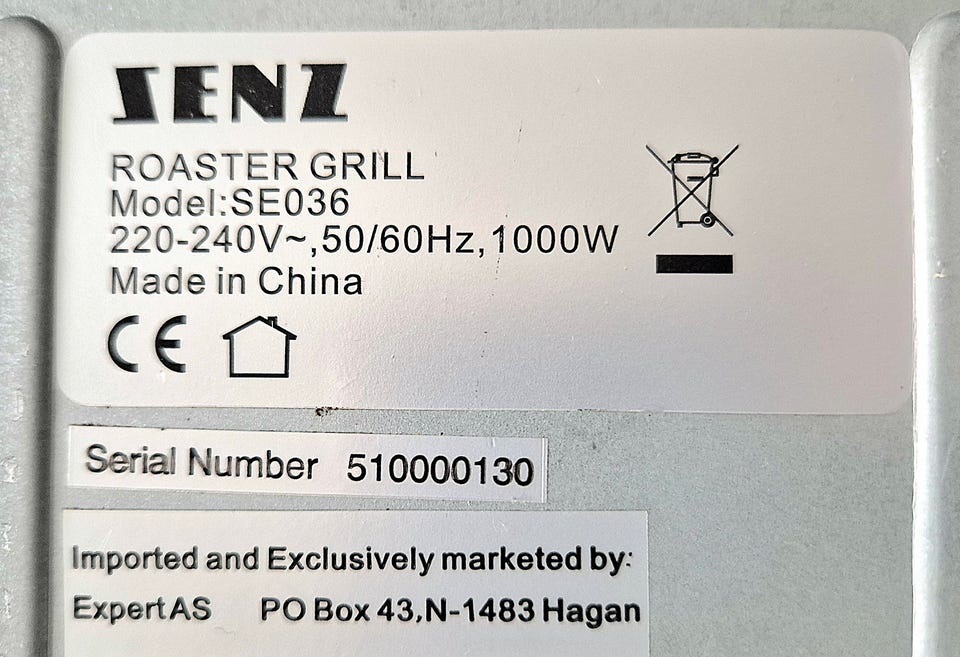 SENZ
ROASTER GRILL
Model:SE036
220-240V~,50/60Hz,1000W
Made in China
CE
Serial Number 510000130
Imported and Exclusively marketed by:
Expert AS PO Box 43,N-1483 Hagan